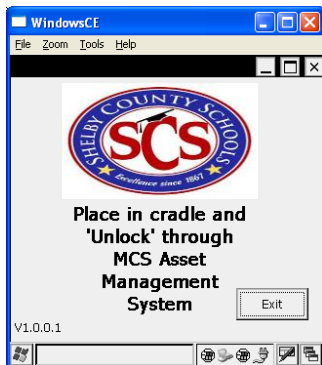 WindowsCE
File Zoom Tools Help
SHELBY COUNTY SCHOOLS
SCS
Excellence since 1867
Place in cradle and
'Unlock' through
MCS Asset
Management
System
Exit
V1.0.0.1